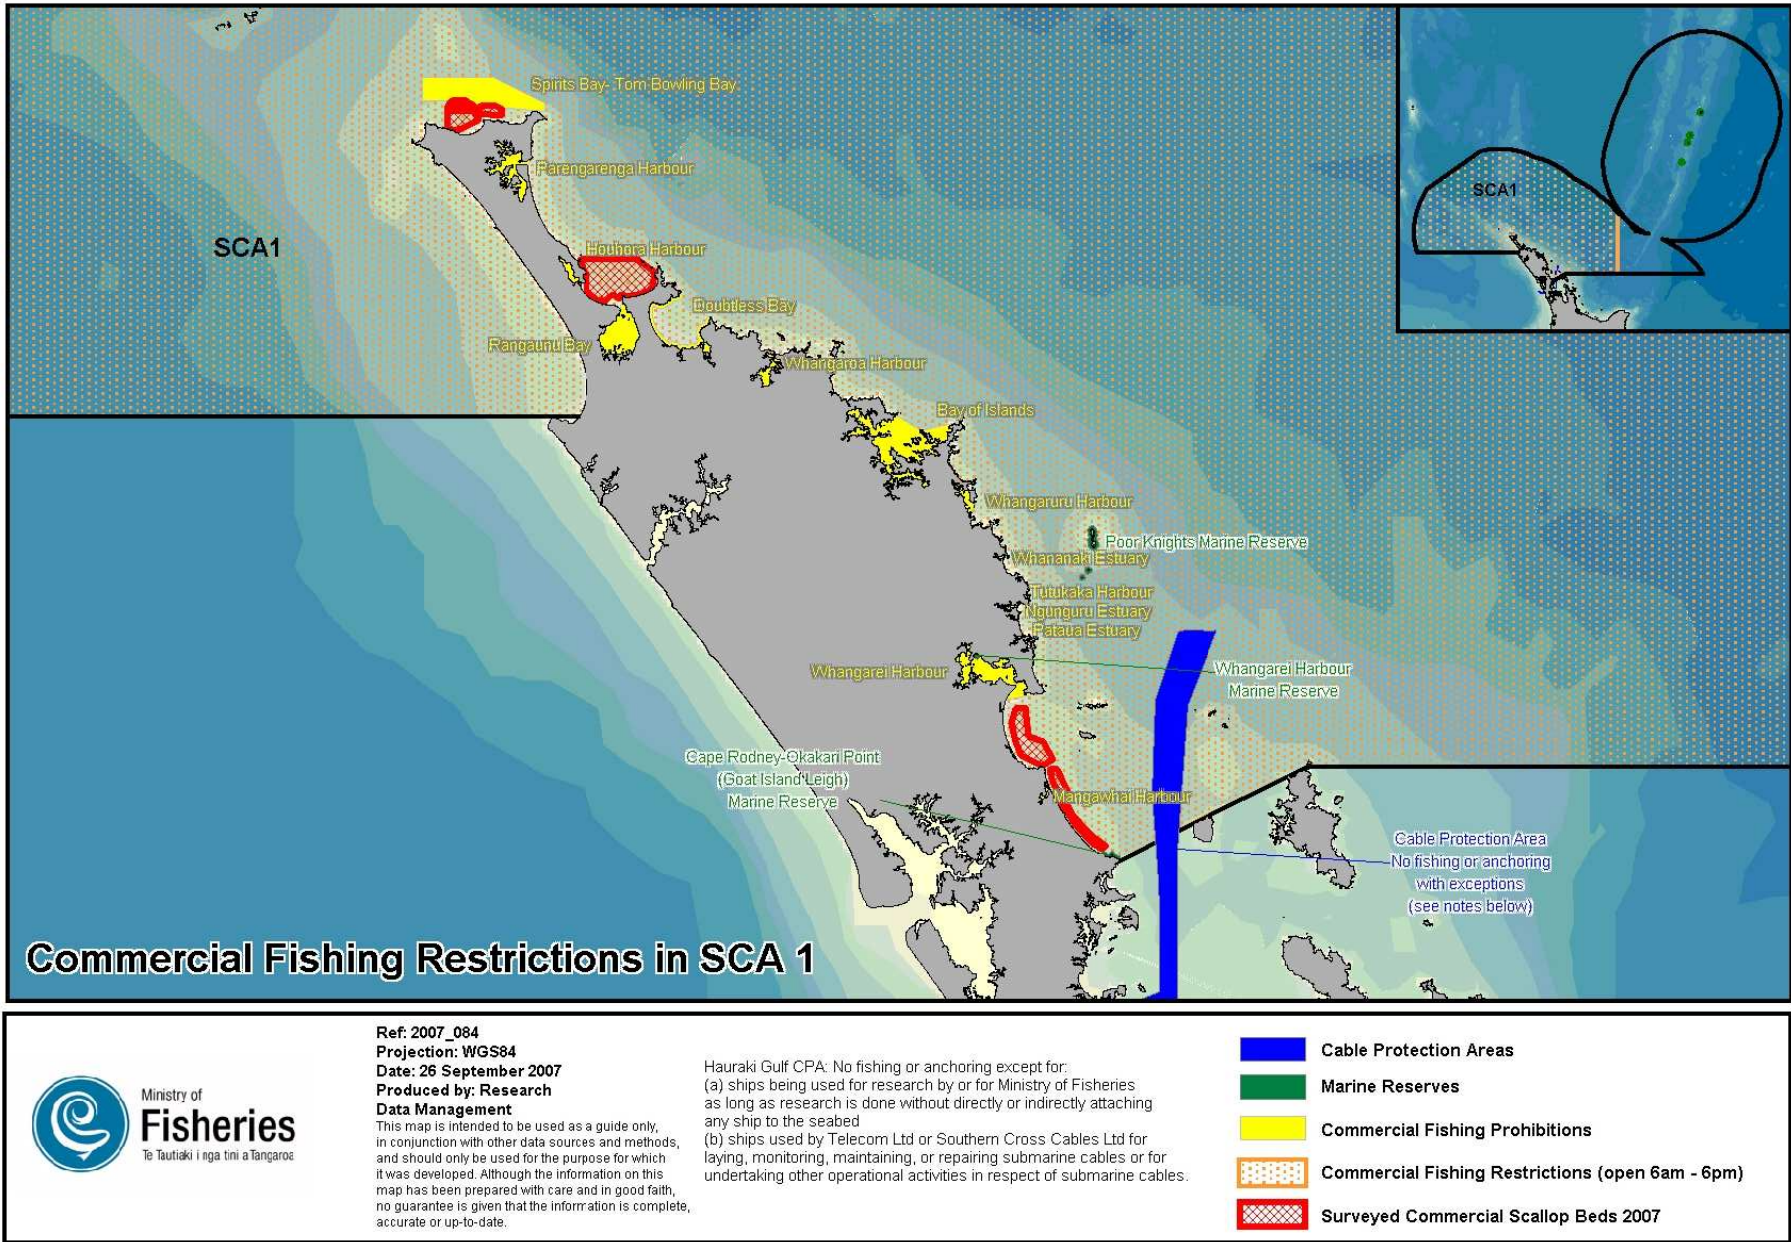 Spirits Bay- Tom Bowling Bay
Parengarenga Harbour
SCA1
SCA1
Houhora Harbour
Doubtless Bay
Rangaunu Bay
Whangaroa Harbour
Bay of Islands
Whangaruru Harbour
Poor Knights Marine Reserve
Whananaki Estuary
Tutukaka Harbour
Ngunguru Estuary
Pataua Estuary
Whangarei Harbour
Whangarei Harbour
Marine Reserve
Cape Rodney-Okakari Point
(Goat Island Leigh)
Marine Reserve
Mangawhai Harbour
Cable Protection Area
No fishing or anchoring
with exceptions
(see notes below)
Commercial Fishing Restrictions in SCA 1
Ministry of
Fisheries
Te Tautiaki i nga tini a Tangaroa
Ref: 2007_084
Projection: WGS84
Date: 26 September 2007
Produced by: Research
Data Management
This map is intended to be used as a guide only,
in conjunction with other data sources and methods,
and should only be used for the purpose for which
it was developed. Although the information on this
map has been prepared with care and in good faith,
no guarantee is given that the information is complete,
accurate or up-to-date.
Hauraki Gulf CPA: No fishing or anchoring except for:
(a) ships being used for research by or for Ministry of Fisheries
as long as research is done without directly or indirectly attaching
any ship to the seabed
(b) ships used by Telecom Ltd or Southern Cross Cables Ltd for
laying, monitoring, maintaining, or repairing submarine cables or for
undertaking other operational activities in respect of submarine cables.
Cable Protection Areas
Marine Reserves
Commercial Fishing Prohibitions
Commercial Fishing Restrictions (open 6am - 6pm)
Surveyed Commercial Scallop Beds 2007